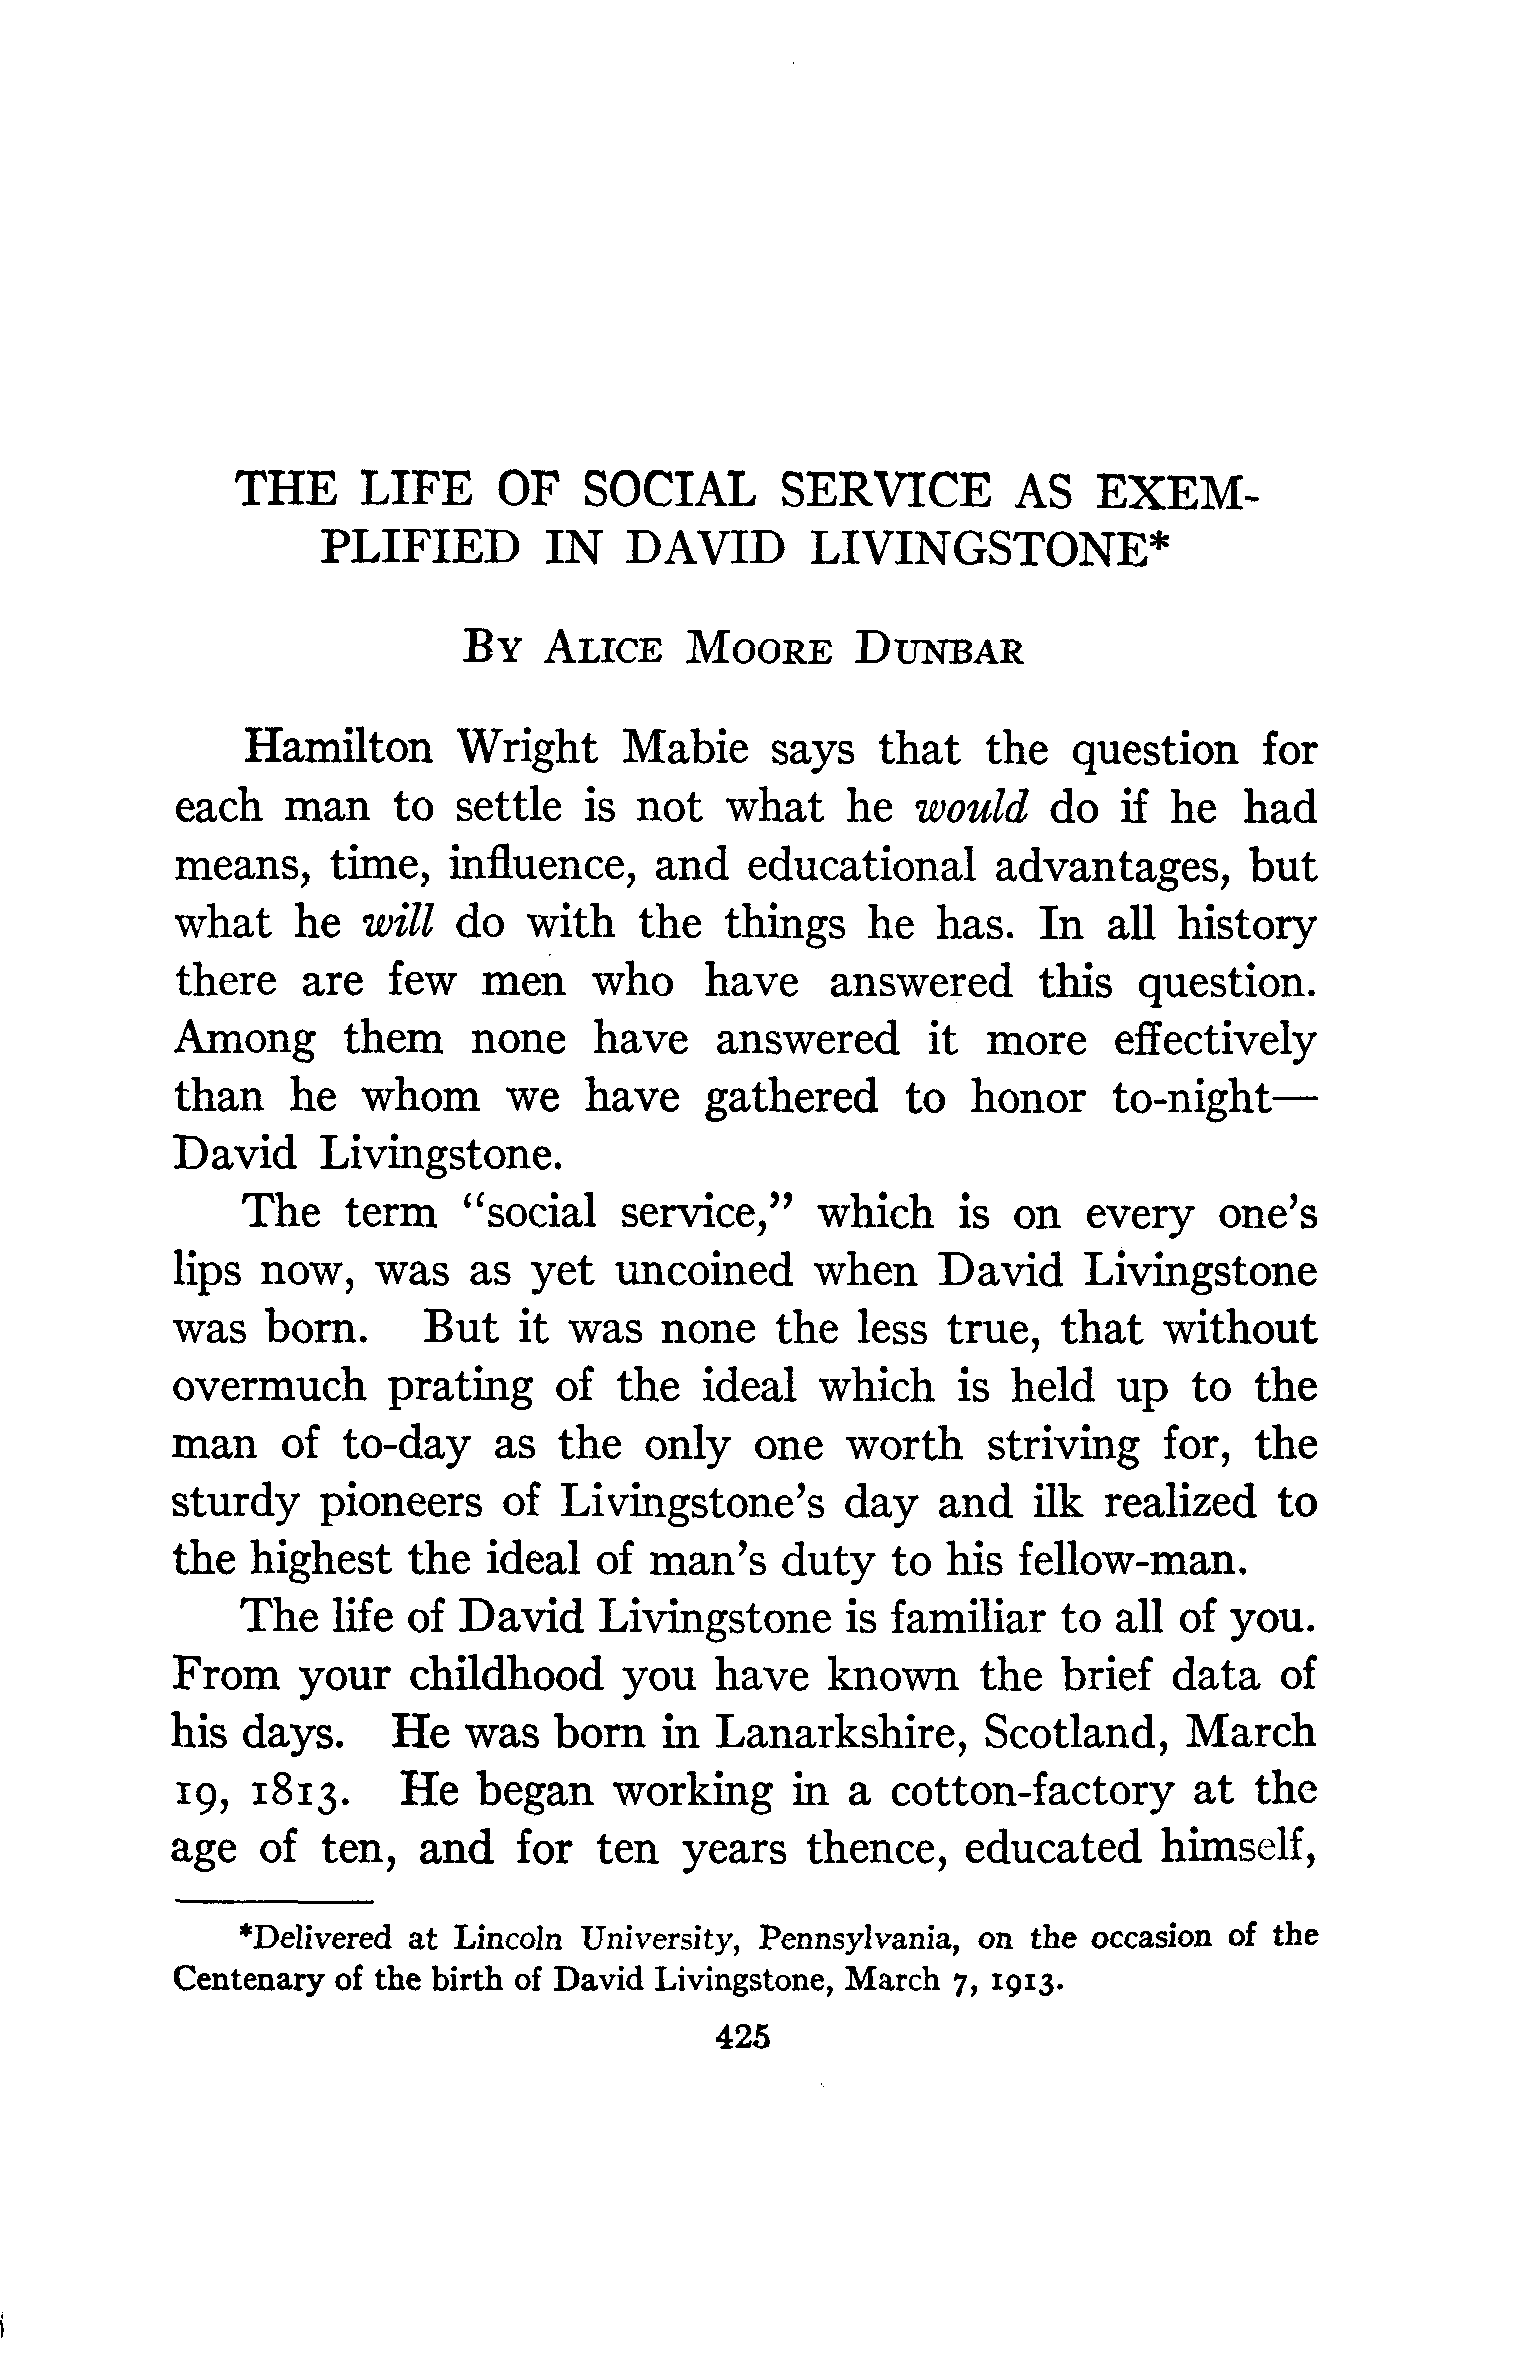 THE LIFE OF SOCIAL SERVICE AS EXEM-
PLIFIED IN DAVID LIVINGSTONE*
By Alice Moore Dunbar
Hamilton Wright Mabie says that the question for
each man to settle is not what he would do if he had
means, time, influence, and educational advantages, but
what he will do with the things he has. In all history
there are few men who have answered this question.
Among them none have answered it more effectively
than he whom we have gathered to honor to-night—
David Livingstone.
The term “social service,” which is on every one’s
lips now, was as yet uncoined when David Livingstone
was born. But it was none the less true, that without
overmuch prating of the ideal which is held up to the
man of to-day as the only one worth striving for, the
sturdy pioneers of Livingstone’s day and ilk realized to
the highest the ideal of man’s duty to his fellow-man.
The life of David Livingstone is familiar to all of you.
From your childhood you have known the brief data of
his days. He was born in Lanarkshire, Scotland, March
19, 1813. He began working in a cotton-factory at the
age of ten, and for ten years thence, educated himself,
*Delivered at Lincoln University, Pennsylvania, on the occasion of the
Centenary of the birth of David Livingstone, March 7, 1913.
425